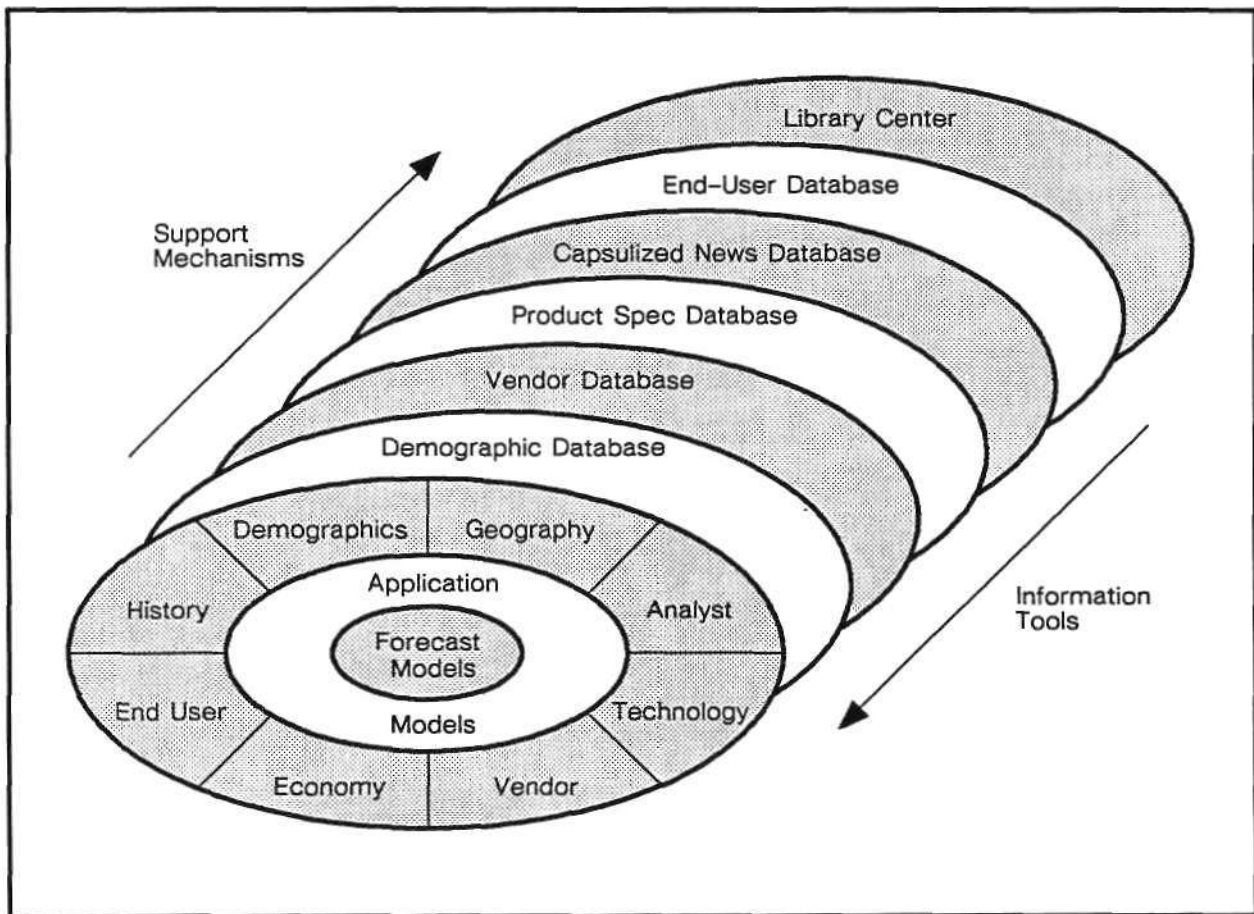 Library Center
End-User Database
Support
Mechanisms
Capsulized News Database
Product Spec Database
Vendor Database
Demographic Database
Demographics
Geography
Application
History
Analyst
Forecast
Models
Information
Tools
End User
Models
Technology
Economy
Vendor